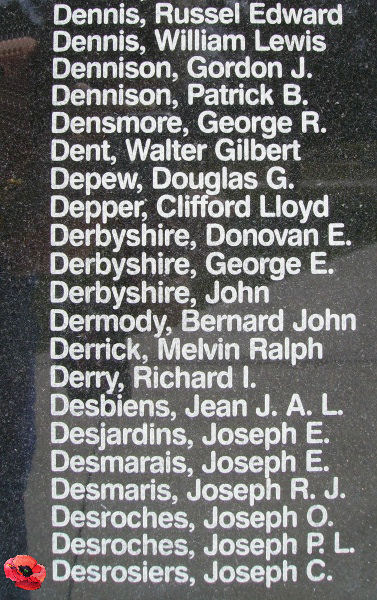 Dennis, Russel Edward
Dennis, William Lewis
Dennison, Gordon J.
Dennison, Patrick B.
Densmore, George R.
Dent, Walter Gilbert
Depew, Douglas G.
Depper, Clifford Lloyd
Derbyshire, Donovan E.
Derbyshire, George E.
Derbyshire, John
Dermody, Bernard John
Derrick, Melvin Ralph
Derry, Richard I.
Desbiens, Jean J. A. L.
Desjardins, Joseph E.
Desmarais, Joseph E.
Desmaris, Joseph R. J.
Desroches, Joseph O.
Desroches, Joseph P. L.
Desrosiers, Joseph C.